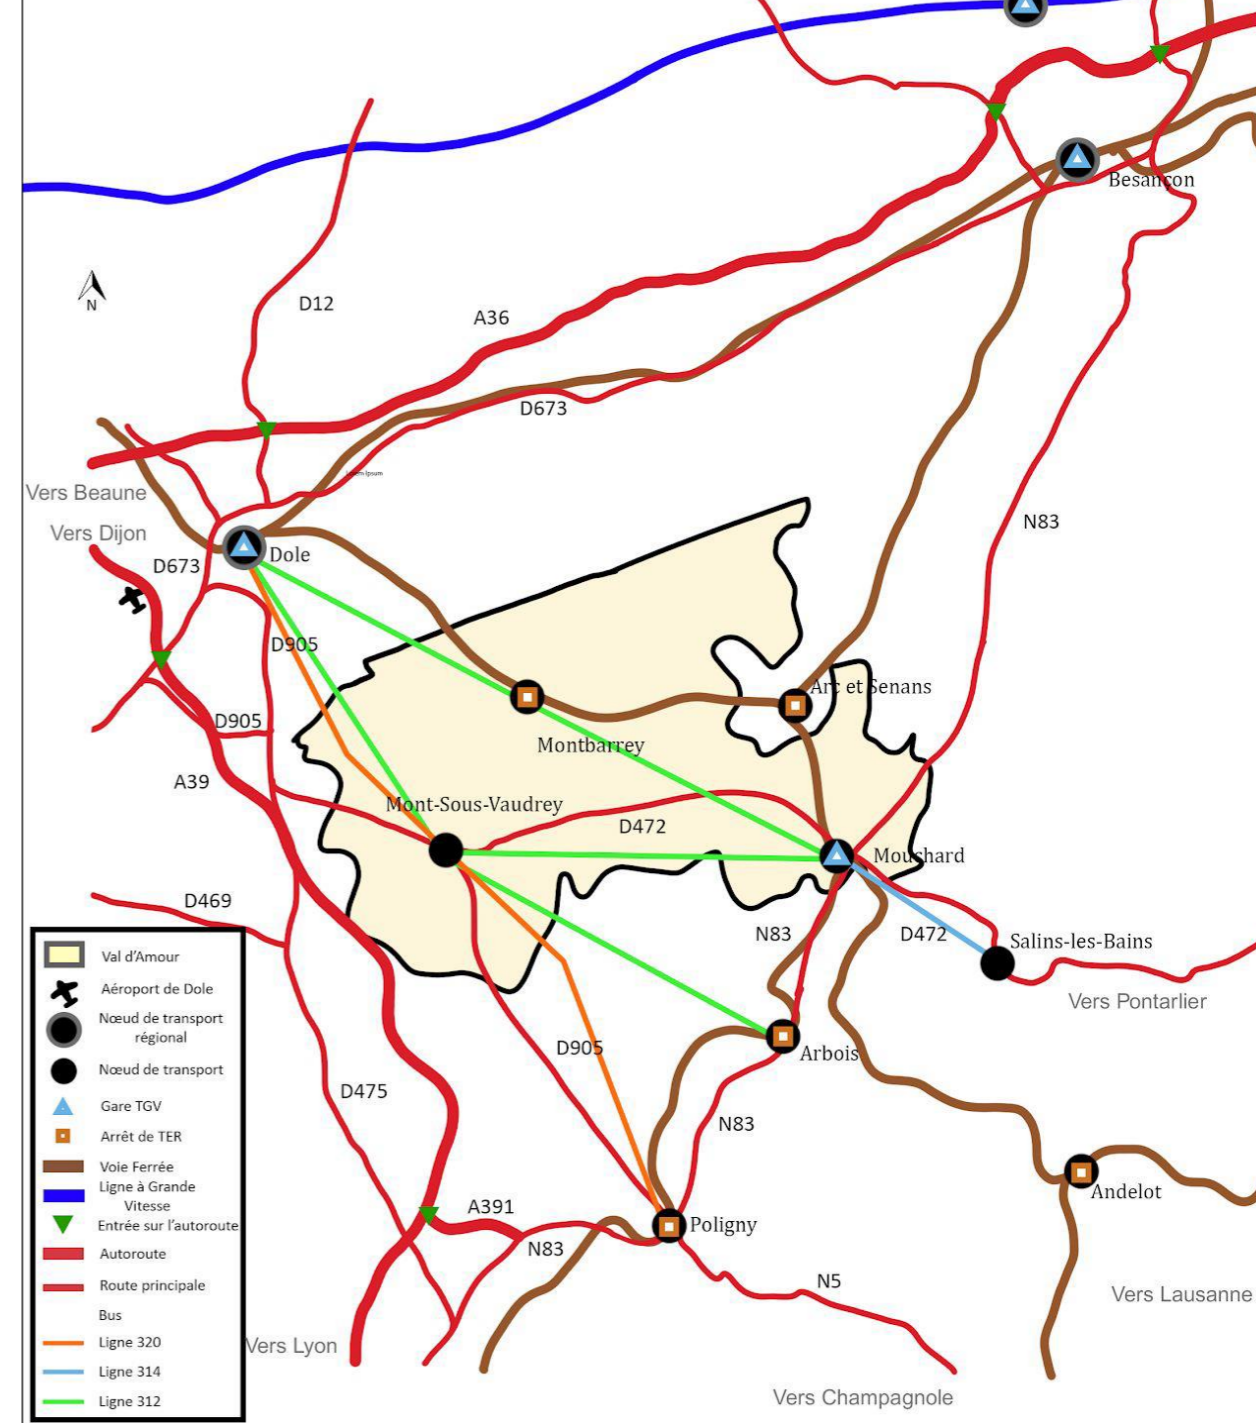 Besançon
N
D12
A36
D673
Lorem Ipsum
Vers Beaune
N83
Vers Dijon
Dole
D673
D905
Arc et Senans
D905
Montbarrey
A39
Mont-Sous-Vaudrey
D472
Mouchard
D469
N83
D472
Salins-les-Bains
Vers Pontarlier
D905
Arbois
D475
N83
Andelot
A391
Poligny
N83
N5
Vers Lausanne
Vers Lyon
Vers Champagnole
Val d'Amour
Aéroport de Dole
Nœud de transport
régional
Nœud de transport
Gare TGV
Arrêt de TER
Voie Ferrée
Ligne à Grande
Vitesse
Entrée sur l'autoroute
Autoroute
Route principale
Bus
Ligne 320
Ligne 314
Ligne 312